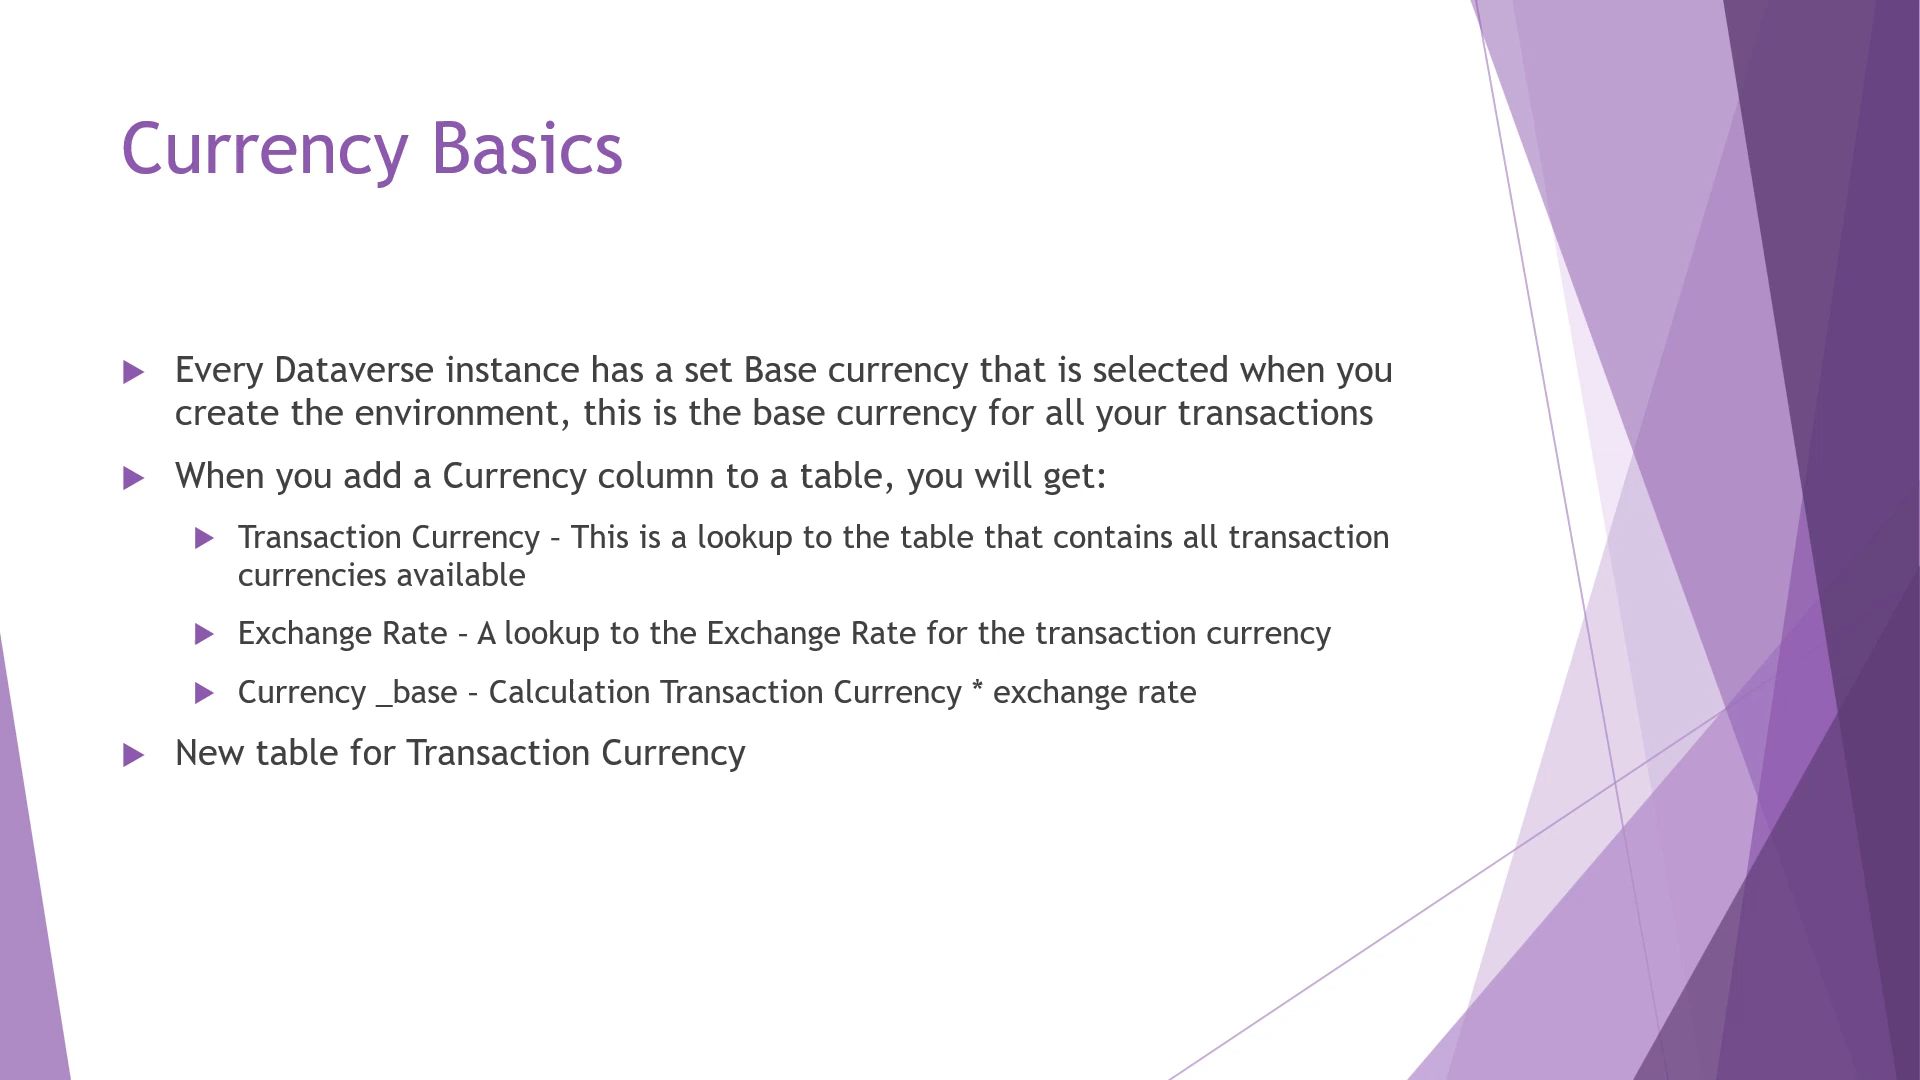 Currency Basics
Every Dataverse instance has a set Base currency that is selected when you
create the environment, this is the base currency for all your transactions
When you add a Currency column to a table, you will get:
Transaction Currency – This is a lookup to the table that contains all transaction
currencies available
Exchange Rate – A lookup to the Exchange Rate for the transaction currency
Currency _base – Calculation Transaction Currency * exchange rate
New table for Transaction Currency